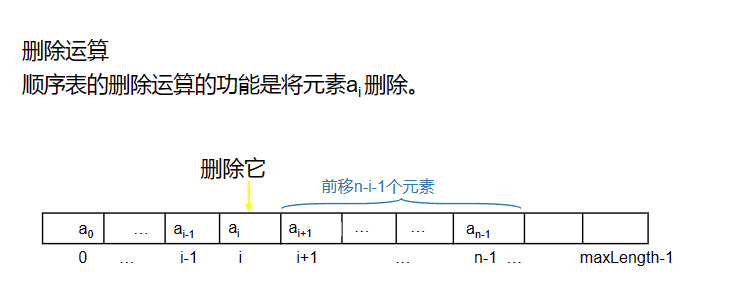 删除运算
顺序表的删除运算的功能是将元素ai删除。
删除它
前移n-i-1个元素
a0 … ai-1 ai ai+1 … … an-1
0 … i-1 i i+1 … n-1 … maxLength-1